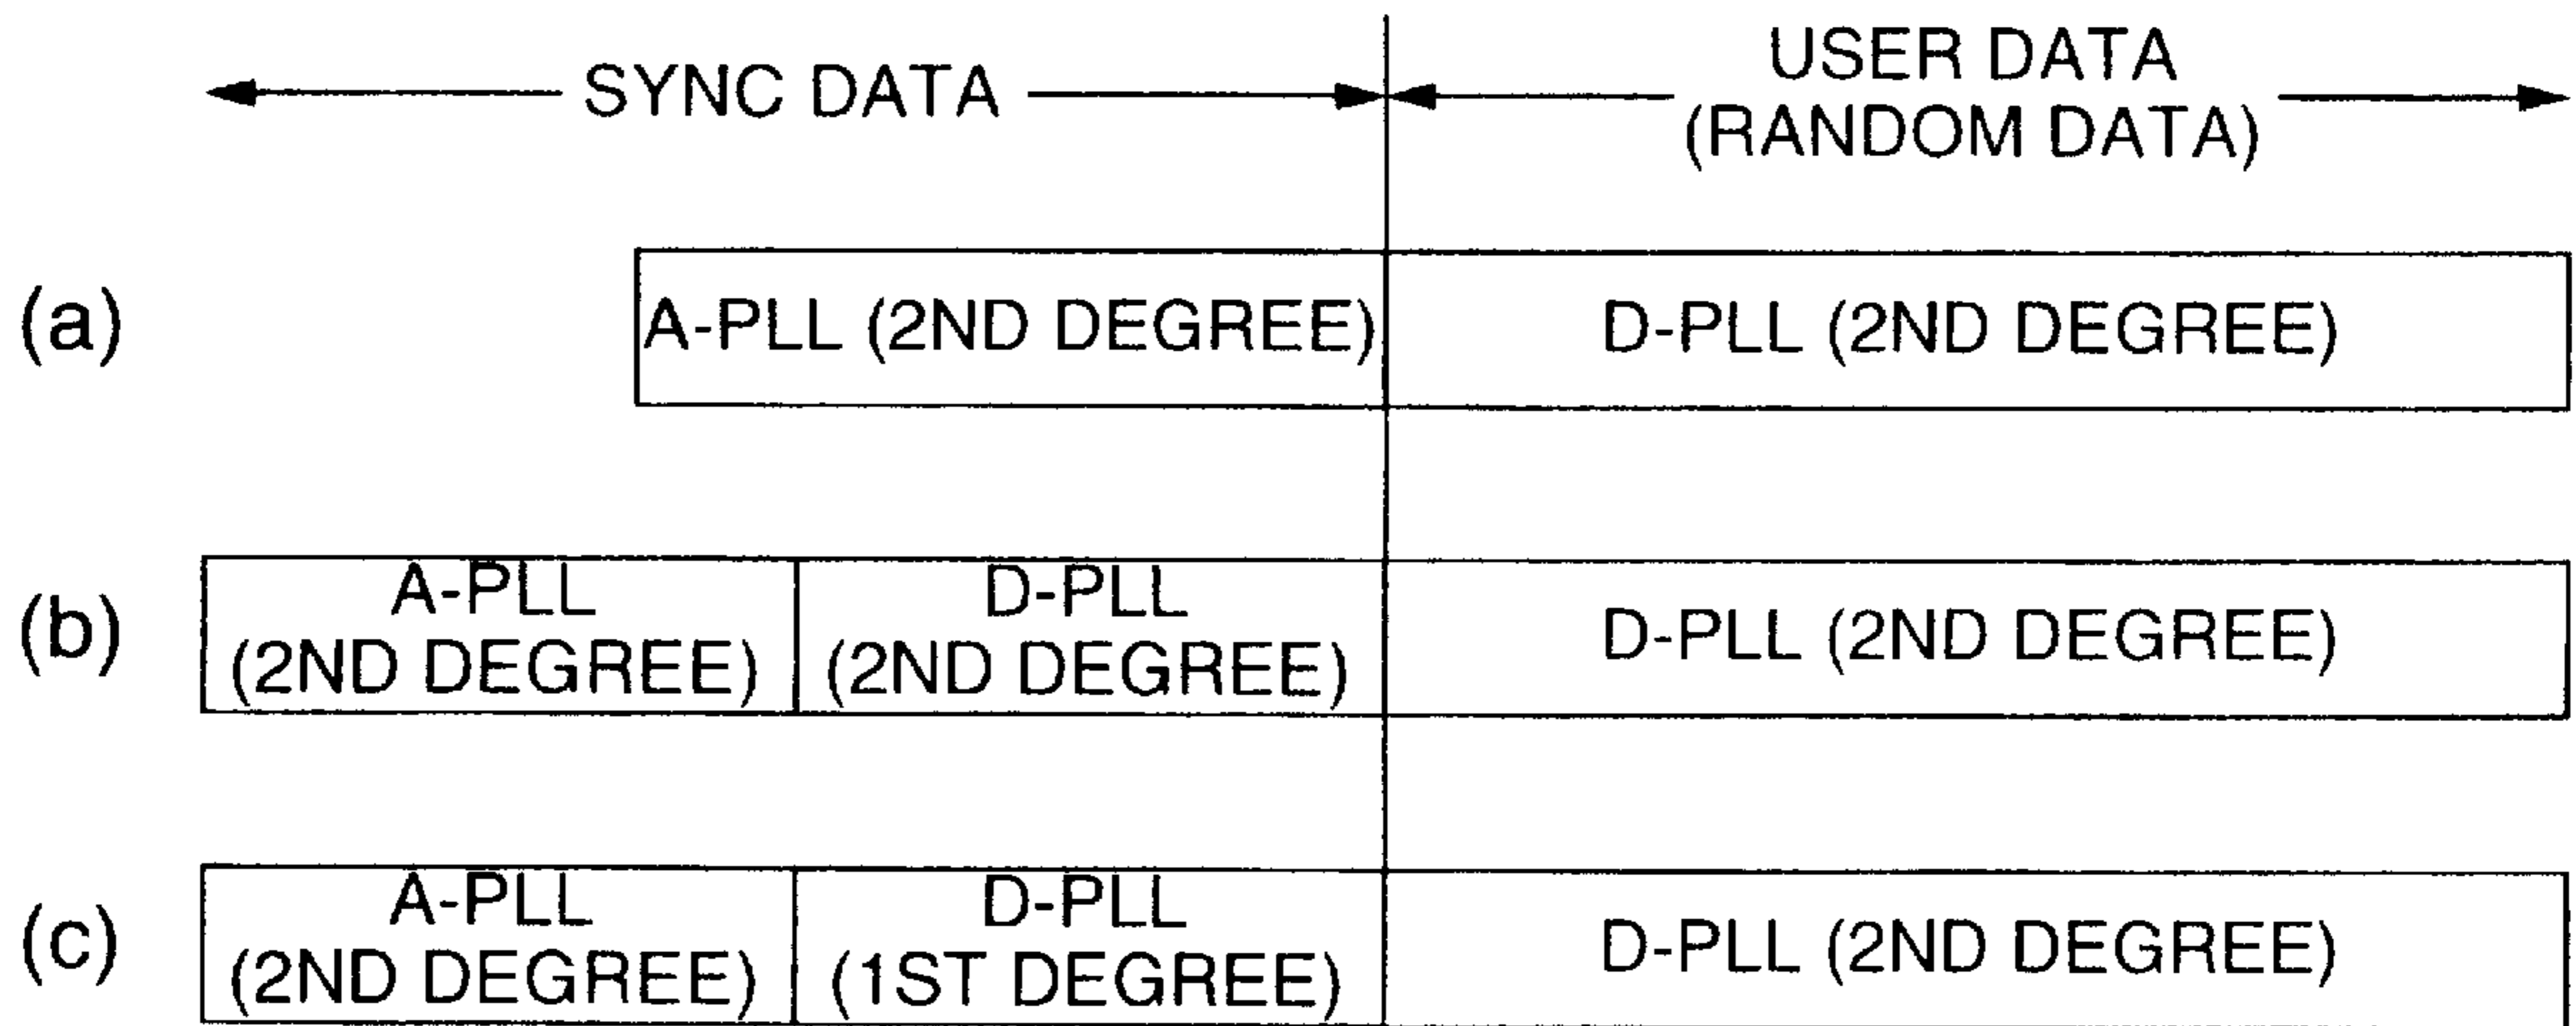 SYNC DATA
USER DATA
(RANDOM DATA)
(a)
A-PLL (2ND DEGREE)
D-PLL (2ND DEGREE)
(b)
A-PLL
(2ND DEGREE)
D-PLL
(2ND DEGREE)
D-PLL (2ND DEGREE)
(c)
A-PLL
(2ND DEGREE)
D-PLL
(1ST DEGREE)
D-PLL (2ND DEGREE)